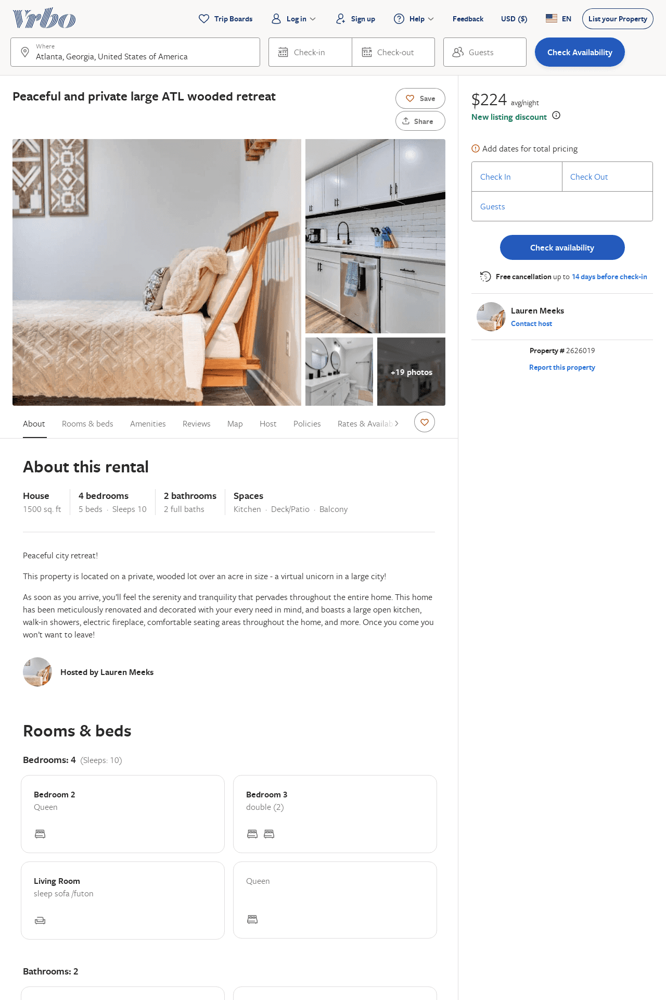 Vrbo
Trip Boards
Log in
Sign up
Help
Feedback
USD ($)
EN
List your Property
Where
Atlanta, Georgia, United States of America
Check-in
Check-out
Guests
Check Availability
Peaceful and private large ATL wooded retreat
Save
Share
$224 avg/night
New listing discount
Add dates for total pricing
Check In
Check Out
Guests
Check availability
Free cancellation up to 14 days before check-in
Lauren Meeks
Contact host
Property # 2626019
Report this property
+19 photos
About
Rooms & beds
Amenities
Reviews
Map
Host
Policies
Rates & Availab
About this rental
House
1500 sq. ft
4 bedrooms
5 beds · Sleeps 10
2 bathrooms
2 full baths
Spaces
Kitchen · Deck/Patio · Balcony
Peaceful city retreat!
This property is located on a private, wooded lot over an acre in size - a virtual unicorn in a large city!
As soon as you arrive, you’ll feel the serenity and tranquility that pervades throughout the entire home. This home
has been meticulously renovated and decorated with your every need in mind, and boasts a large open kitchen,
walk-in showers, electric fireplace, comfortable seating areas throughout the home, and more. Once you come you
won’t want to leave!
Hosted by Lauren Meeks
Rooms & beds
Bedrooms: 4 (Sleeps: 10)
Bedroom 2
Queen
Bedroom 3
double (2)
Living Room
sleep sofa /futon
Queen
Bathrooms: 2